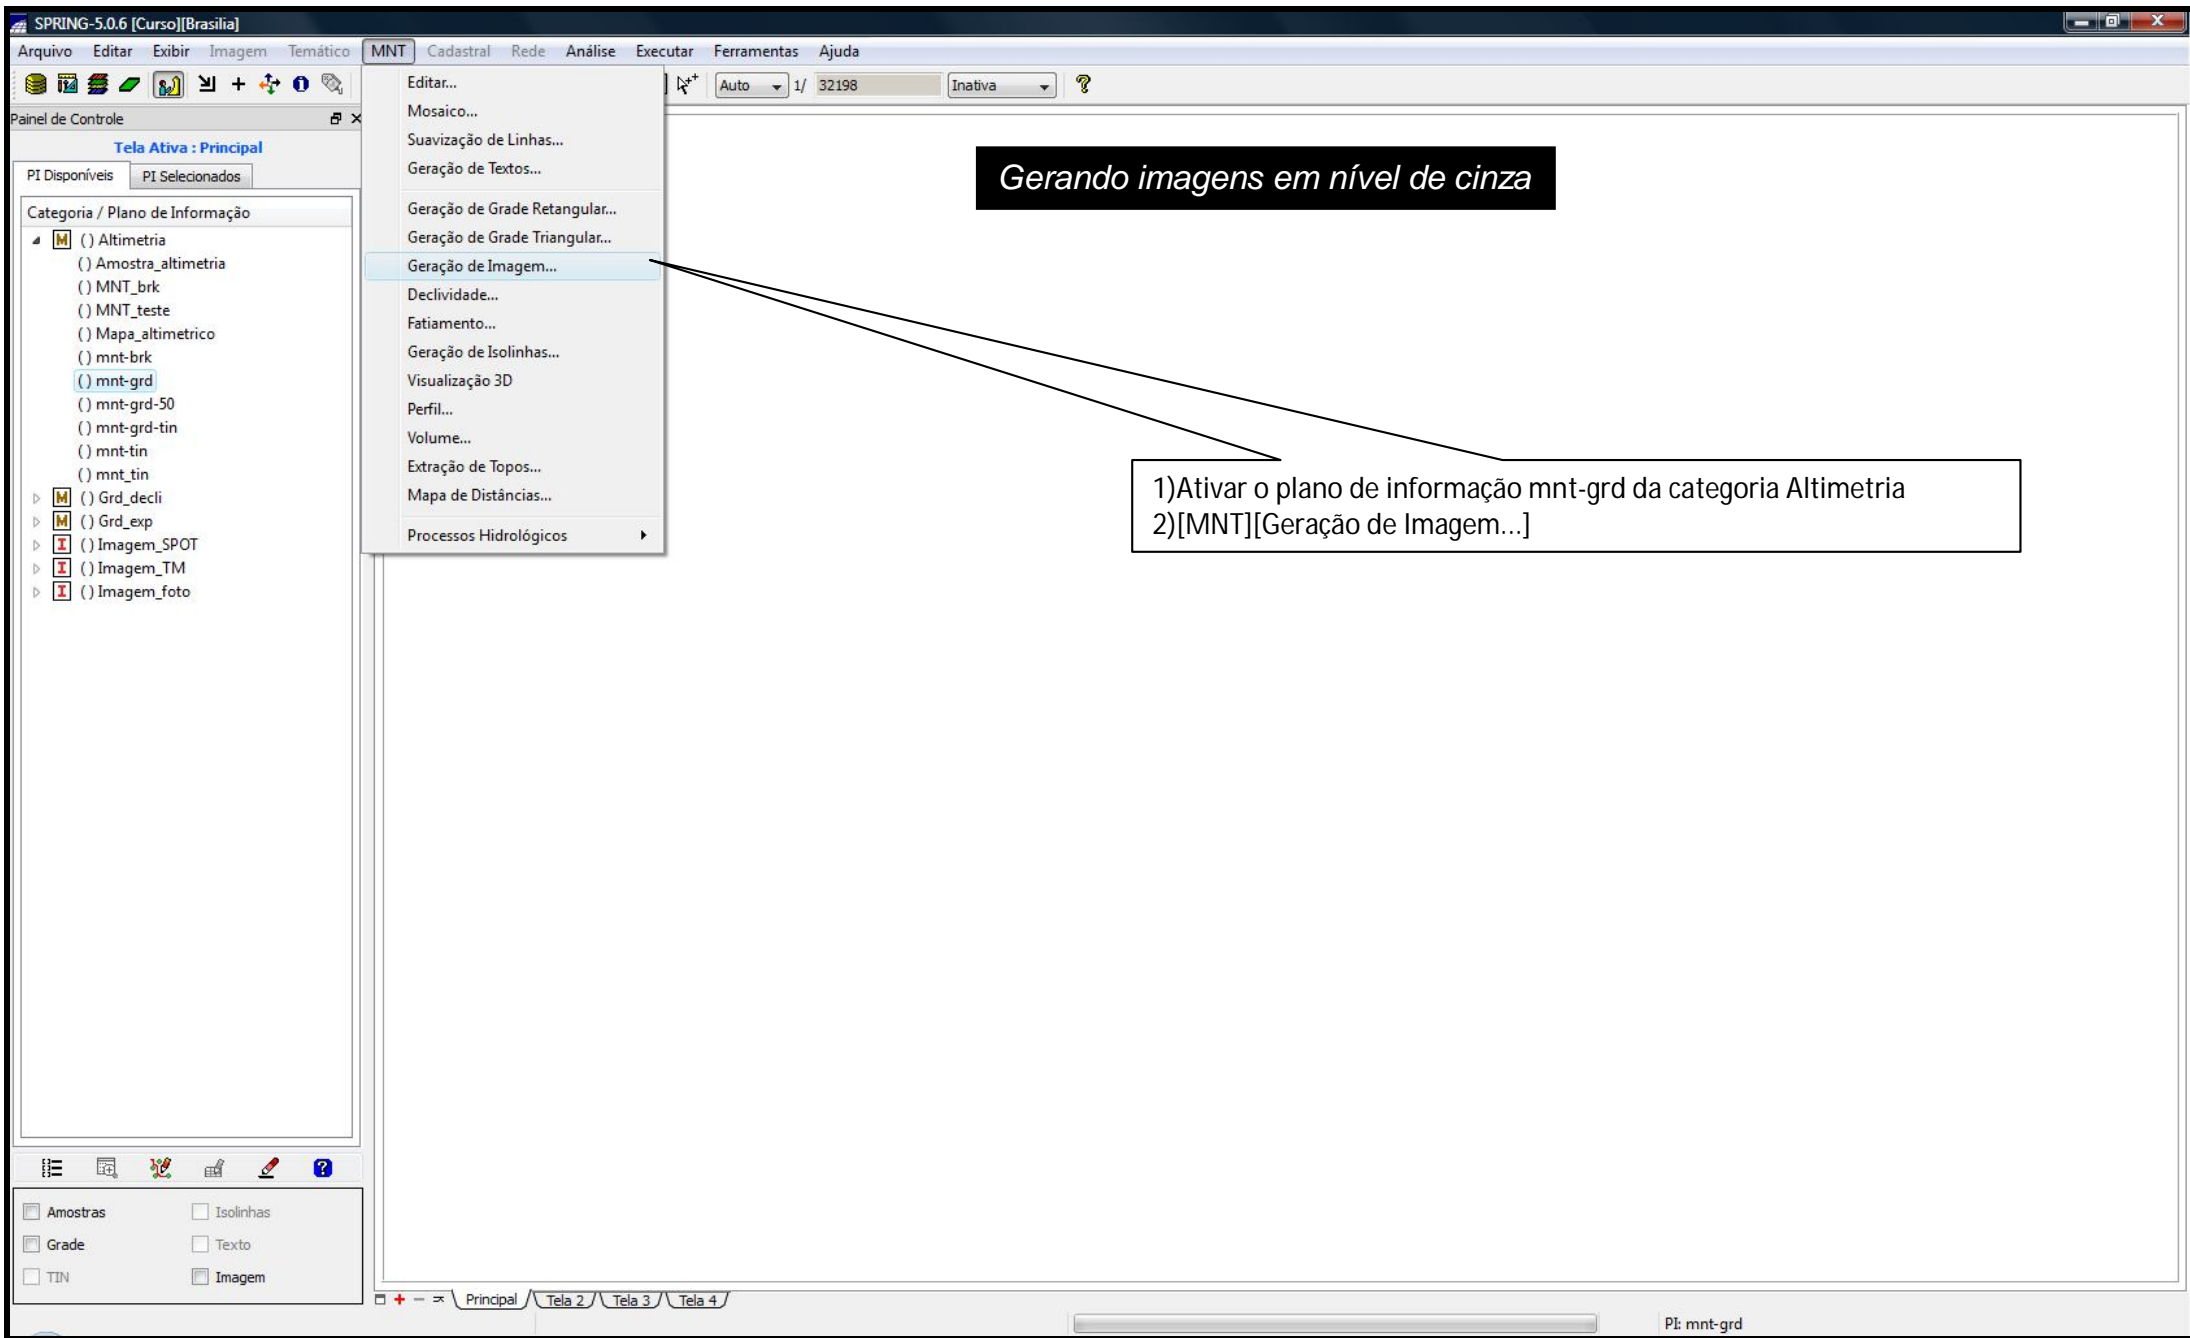 SPRING-5.0.6 [Curso][Brasilia]
Arquivo Editar Exibir Imagem Temático MNT Cadastral Rede Análise Executar Ferramentas Ajuda
Auto 1/ 32198 Inativa
Painel de Controle
Tela Ativa : Principal
PI Disponíveis PI Selecionados
Categoria / Plano de Informação
M () Altimetria
() Amostra_altimetria
() MNT_brk
() MNT_teste
() Mapa_altimetrico
() mnt-brk
() mnt-grd
() mnt-grd-50
() mnt-grd-tin
() mnt-tin
() mnt_tin
M () Grd_decli
M () Grd_exp
I () Imagem_SPOT
I () Imagem_TM
I () Imagem_foto
Editar...
Mosaico...
Suavização de Linhas...
Geração de Textos...
Geração de Grade Retangular...
Geração de Grade Triangular...
Geração de Imagem...
Declividade...
Fatiamento...
Geração de Isolinhas...
Visualização 3D
Perfil...
Volume...
Extração de Topos...
Mapa de Distâncias...
Processos Hidrológicos
Gerando imagens em nível de cinza
1)Ativar o plano de informação mnt-grd da categoria Altimetria
2)[MNT][Geração de Imagem...]
Amostras Isolinhas
Grade Texto
TIN Imagem
Principal Tela 2 Tela 3 Tela 4
PI: mnt-grd